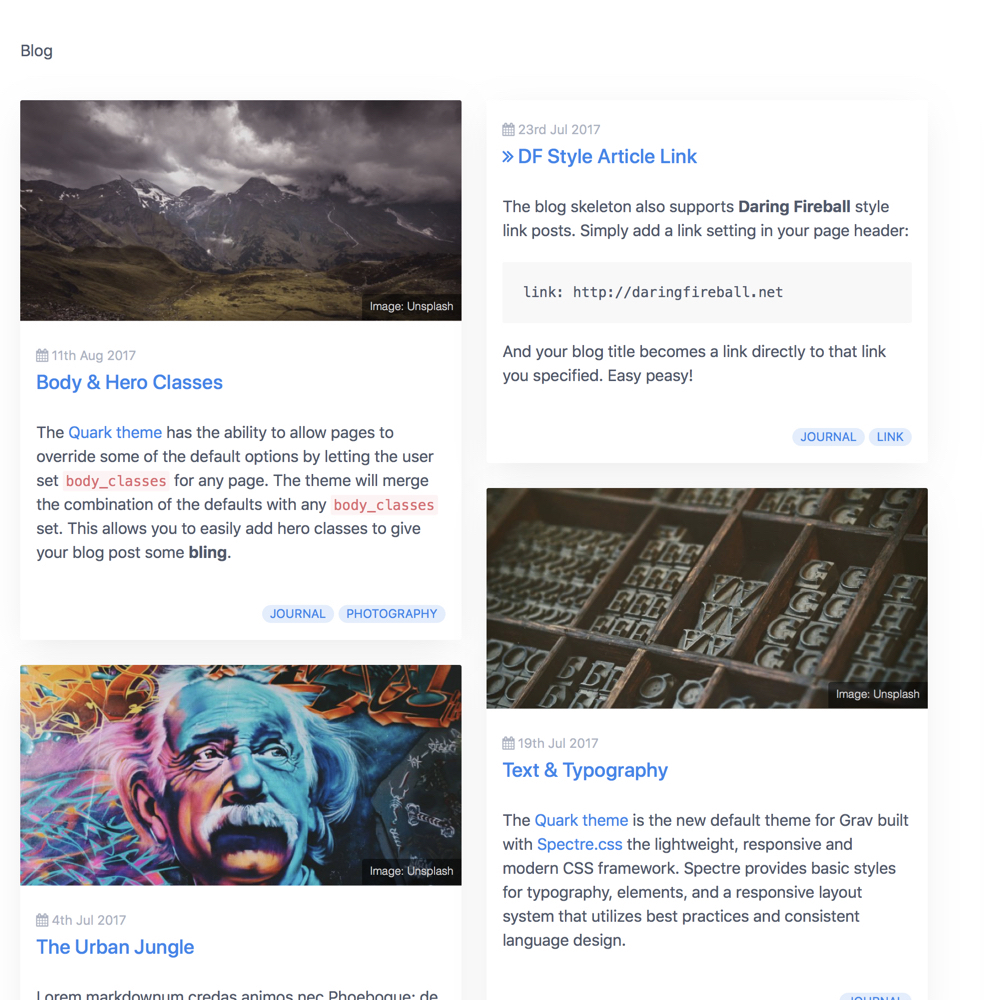 Blog
Image: Unsplash
11th Aug 2017
Body & Hero Classes
The Quark theme has the ability to allow pages to
override some of the default options by letting the user
set body_classes for any page. The theme will merge
the combination of the defaults with any body_classes
set. This allows you to easily add hero classes to give
your blog post some bling.
JOURNAL PHOTOGRAPHY
Image: Unsplash
4th Jul 2017
The Urban Jungle
Lorem markdownum credas animos nec Phoebogue: de
23rd Jul 2017
» DF Style Article Link
The blog skeleton also supports Daring Fireball style
link posts. Simply add a link setting in your page header:
link: http://daringfireball.net
And your blog title becomes a link directly to that link
you specified. Easy peasy!
JOURNAL LINK
Image: Unsplash
19th Jul 2017
Text & Typography
The Quark theme is the new default theme for Grav built
with Spectre.css the lightweight, responsive and
modern CSS framework. Spectre provides basic styles
for typography, elements, and a responsive layout
system that utilizes best practices and consistent
language design.
JOURNAL